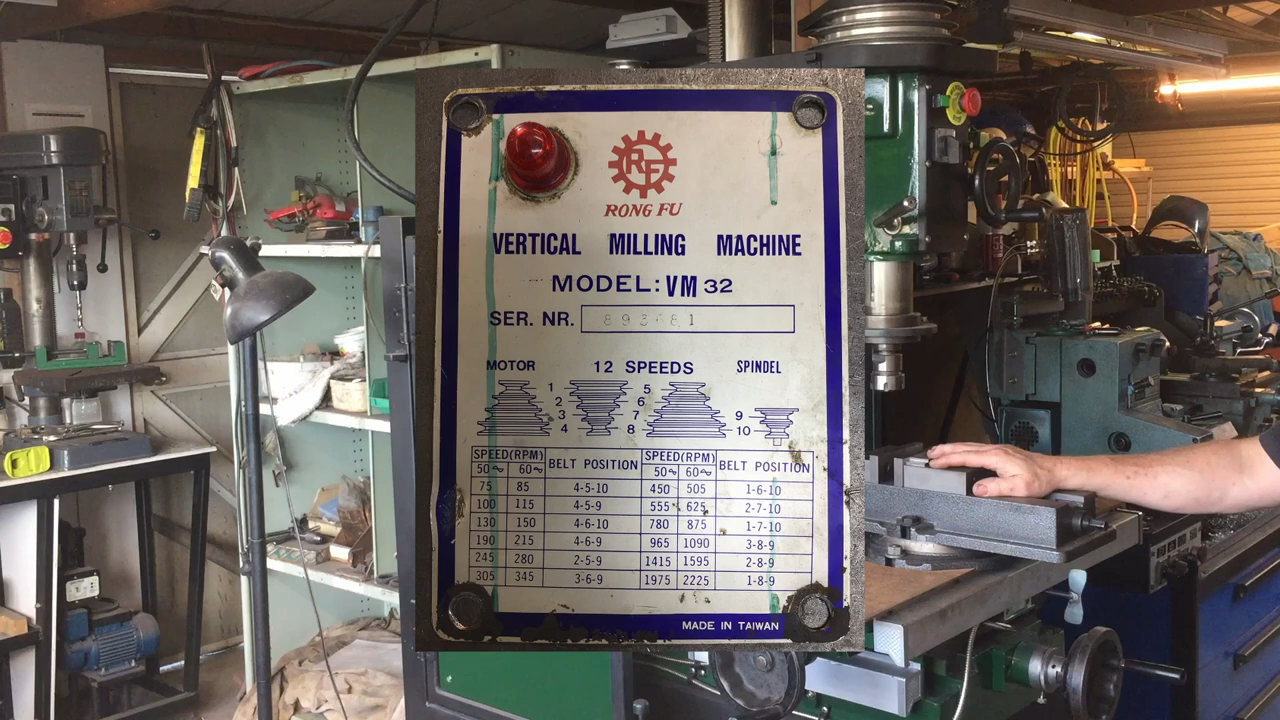 RF
RONG FU
VERTICAL MILLING MACHINE
MODEL: VM 32
SER. NR.
MOTOR 12 SPEEDS SPINDEL
1 5
2 6
3 7 9
4 8 10
SPEED(RPM) BELT POSITION SPEED(RPM) BELT POSITION
50~ 60~ 50~ 60~
75 85 4-5-10 450 505 1-6-10
100 115 4-5-9 555 625 2-7-10
130 150 4-6-10 780 875 1-7-10
190 215 4-6-9 965 1090 3-8-9
245 280 2-5-9 1415 1595 2-8-9
305 345 3-6-9 1975 2225 1-8-9
MADE IN TAIWAN